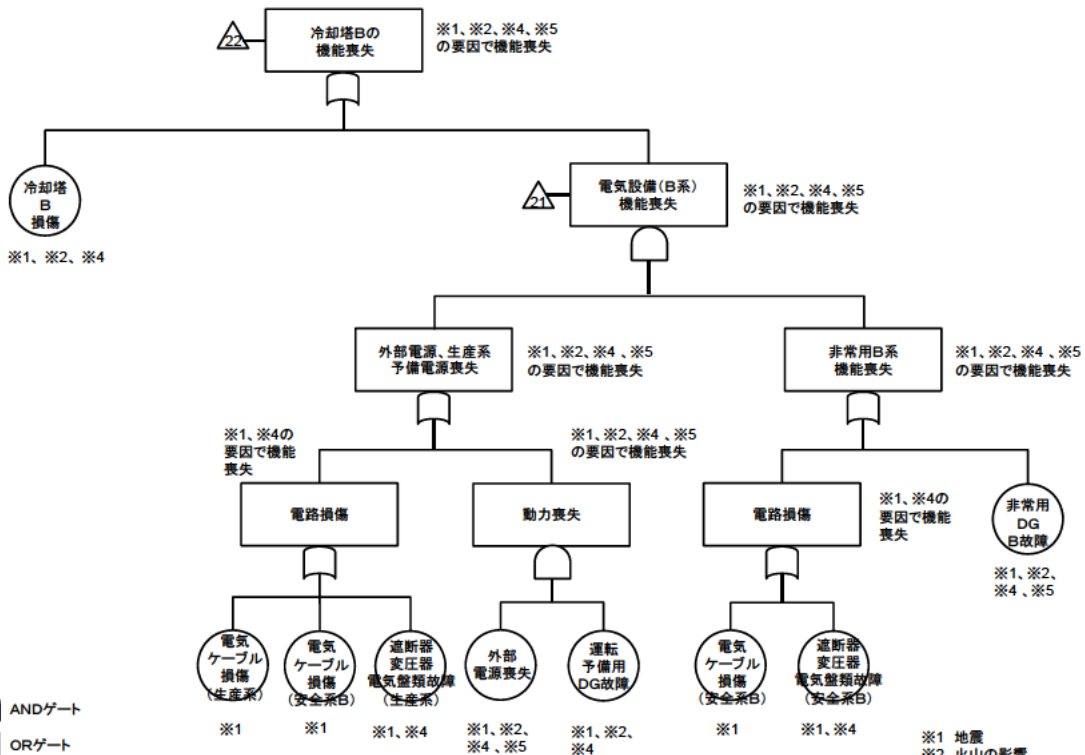 22
冷却塔Bの
機能喪失
※1、※2、※4、※5
の要因で機能喪失
冷却塔
B
損傷
※1、※2、※4
21
電気設備(B系)
機能喪失
※1、※2、※4、※5
の要因で機能喪失
外部電源、生産系
予備電源喪失
※1、※2、※4 、※5
の要因で機能喪失
非常用B系
機能喪失
※1、※2、※4 、※5
の要因で機能喪失
※1、※4の
要因で機能
喪失
電路損傷
※1、※2、※4 、※5
の要因で機能喪失
動力喪失
電路損傷
※1、※4の
要因で機能
喪失
非常用
DG
B故障
※1、※2、
※4 、※5
電気
ケーブル
損傷
(生産系)
※1
電気
ケーブル
損傷
(安全系B)
※1
遮断器
変圧器
電気盤類故障
(生産系)
※1、※4
外部
電源喪失
※1、※2、
※4 、※5
運転
予備用
DG故障
※1、※2、
※4
電気
ケーブル
損傷
(安全系B)
※1
遮断器
変圧器
電気盤類故障
(安全系B)
※1、※4
ANDゲート
ORゲート
※1 地震
※2 火山の影響